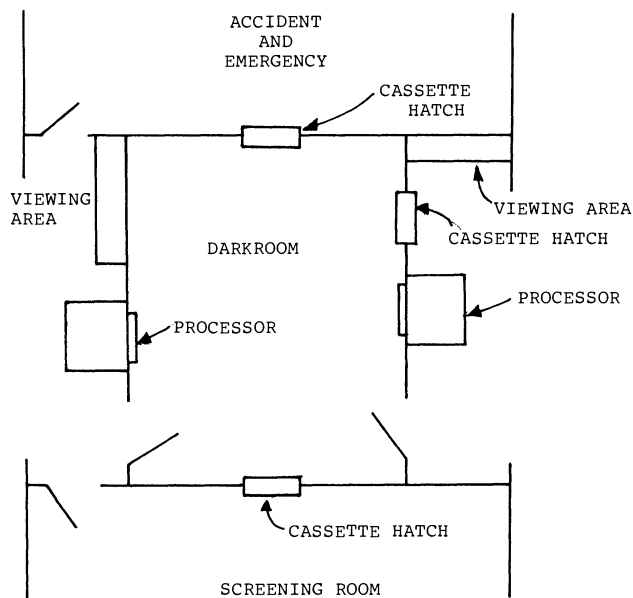 ACCIDENT
AND
EMERGENCY
CASSETTE
HATCH
VIEWING
AREA
VIEWING AREA
CASSETTE HATCH
DARKROOM
PROCESSOR
PROCESSOR
CASSETTE HATCH
SCREENING ROOM